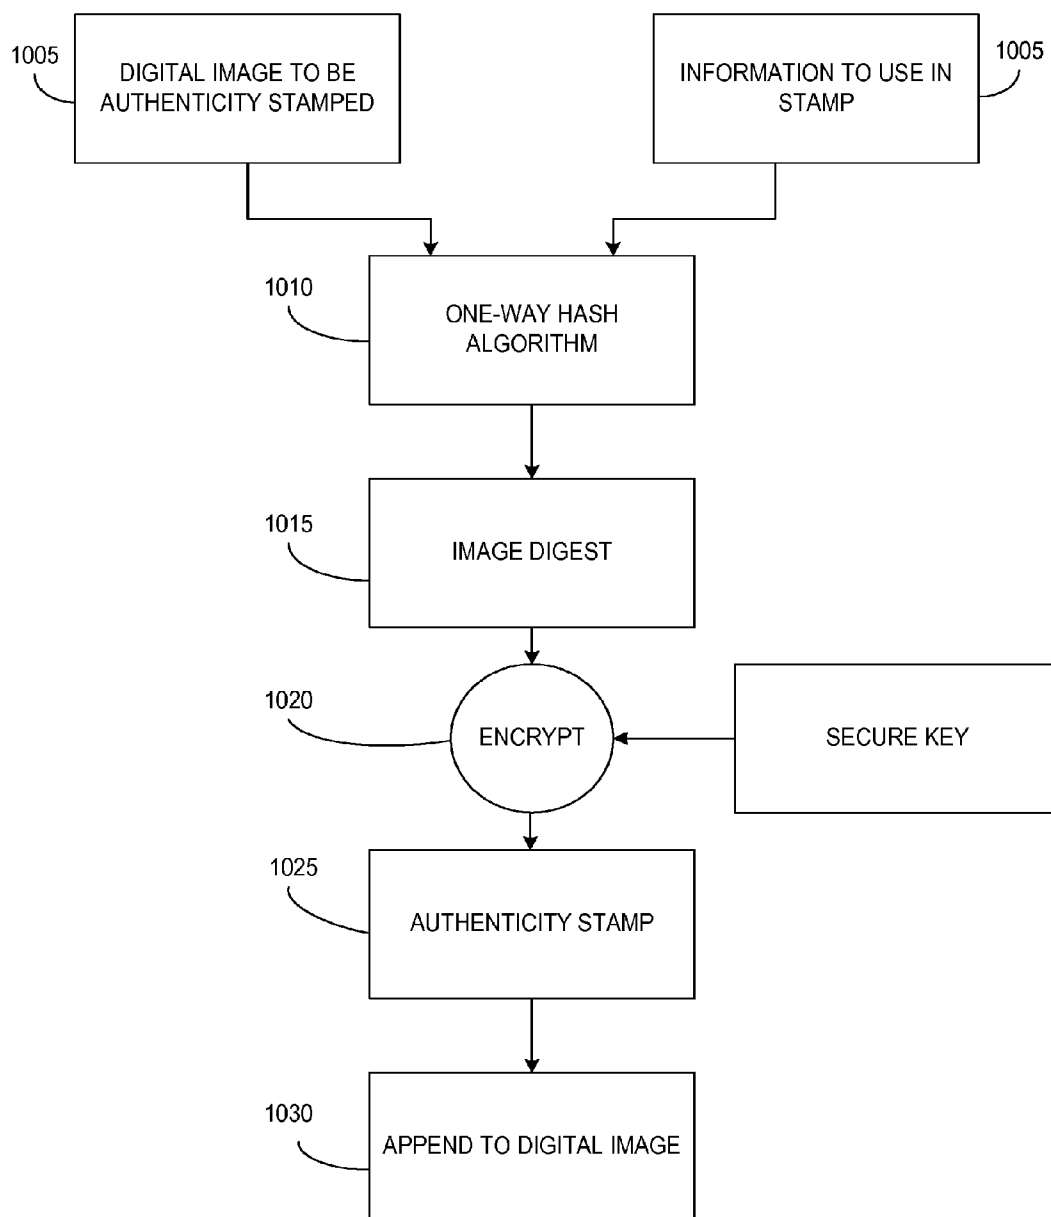 1005
DIGITAL IMAGE TO BE
AUTHENTICITY STAMPED
INFORMATION TO USE IN
STAMP
1005
1010
ONE-WAY HASH
ALGORITHM
1015
IMAGE DIGEST
1020
ENCRYPT
SECURE KEY
1025
AUTHENTICITY STAMP
1030
APPEND TO DIGITAL IMAGE